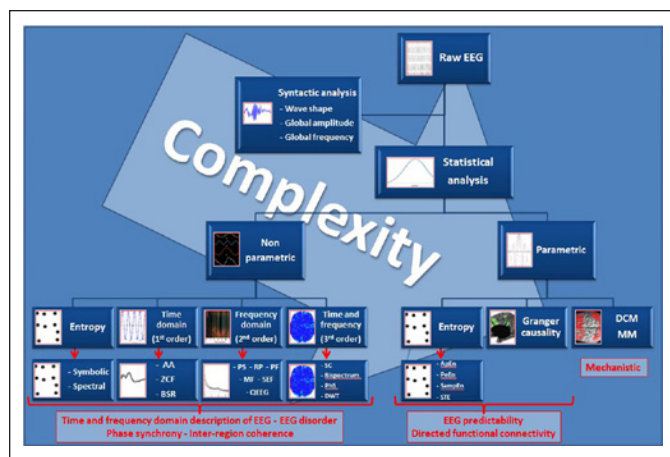 Raw EEG
Syntactic analysis
- Wave shape
- Global amplitude
- Global frequency
Complexity
Statistical
analysis
Non
parametric
Parametric
Entropy
Time
domain
(1st order)
Frequency
domain
(2nd order)
Time and
frequency
(3rd order)
Entropy
Granger
causality
DCM
MM
- Symbolic
- Spectral
- AA
- ZCF
- BSR
- PS - RP - PF
- MF - SEF
- QEEG
- SC
- Bispectrum
- PhS
- DWT
- ApEn
- PeEn
- SampEn
- STE
Mechanistic
Time and frequency domain description of EEG - EEG disorder
Phase synchrony - Inter-region coherence
EEG predictability
Directed functional connectivity